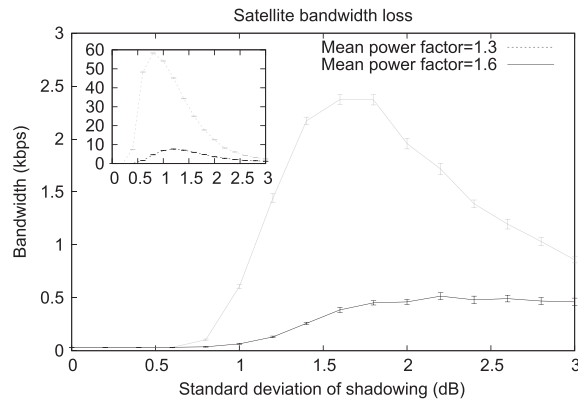 Satellite bandwidth loss
3
2.5
2
1.5
1
0.5
0
Bandwidth (kbps)
60
50
40
30
20
10
0
0 0.5 1 1.5 2 2.5 3
Mean power factor=1.3
Mean power factor=1.6
0 0.5 1 1.5 2 2.5 3
Standard deviation of shadowing (dB)